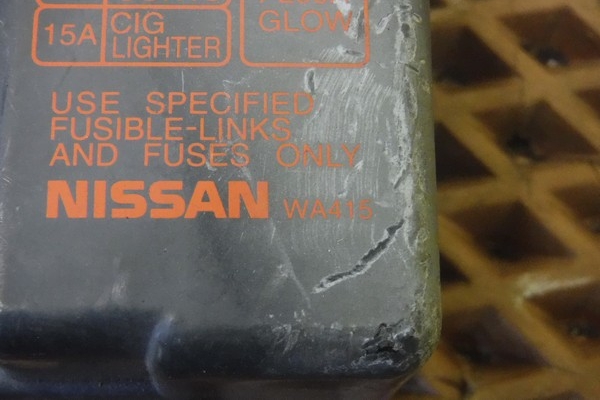 15A CIG LIGHTER
GLOW
USE SPECIFIED
FUSIBLE-LINKS
AND FUSES ONLY
NISSAN WA415